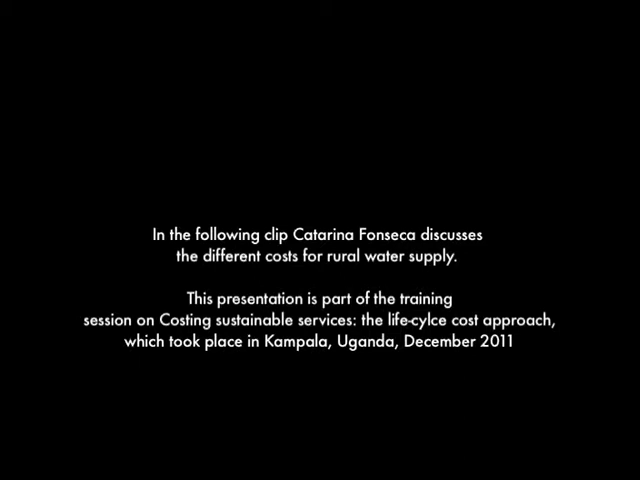 In the following clip Catarina Fonseca discusses
the different costs for rural water supply.
This presentation is part of the training
session on Costing sustainable services: the life-cylce cost approach,
which took place in Kampala, Uganda, December 2011